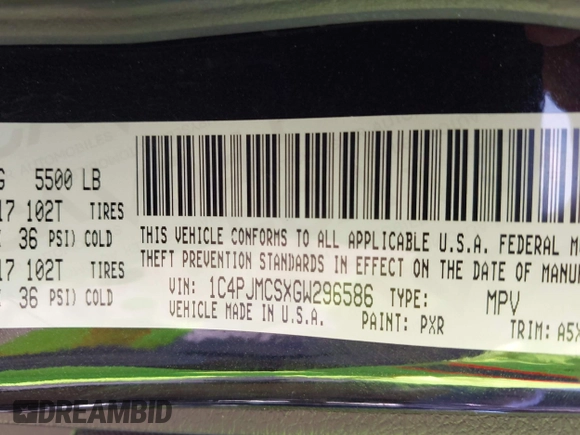 G 5500 LB
17 102T TIRES
36 PSI) COLD
17 102T TIRES
36 PSI) COLD
THIS VEHICLE CONFORMS TO ALL APPLICABLE U.S.A. FEDERAL M
THEFT PREVENTION STANDARDS IN EFFECT ON THE DATE OF MANU
VIN: 1C4PJMCSXGW296586 TYPE: MPV
VEHICLE MADE IN U.S.A. PAINT: PXR TRIM: A5X
DREAMBID